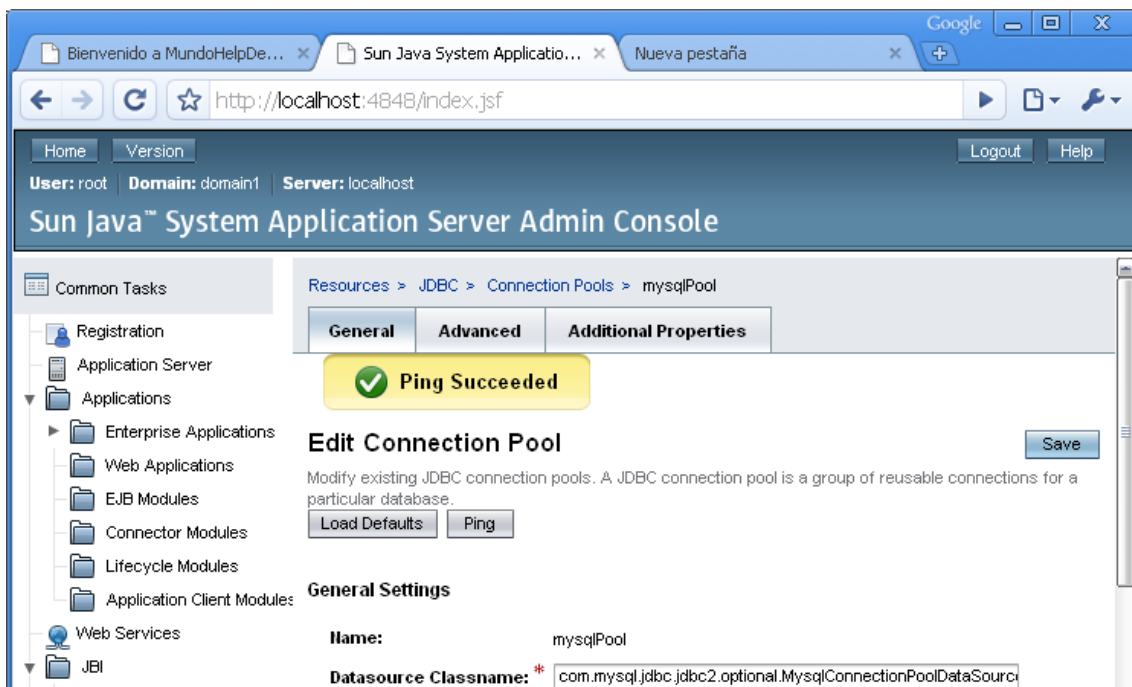 Google
Bienvenido a MundoHelpDe...
Sun Java System Applicatio...
Nueva pestaña
http://localhost:4848/index.jsf
Home Version Logout Help
User: root Domain: domain1 Server: localhost
Sun Java™ System Application Server Admin Console
Common Tasks
Registration
Application Server
Applications
Enterprise Applications
Web Applications
EJB Modules
Connector Modules
Lifecycle Modules
Application Client Modules
Web Services
JBI
Resources > JDBC > Connection Pools > mysqlPool
General Advanced Additional Properties
Ping Succeeded
Edit Connection Pool
Save
Modify existing JDBC connection pools. A JDBC connection pool is a group of reusable connections for a
particular database.
Load Defaults Ping
General Settings
Name: mysqlPool
Datasource Classname: * com.mysql.jdbc.jdbc2.optional.MysqlConnectionPoolDataSourc